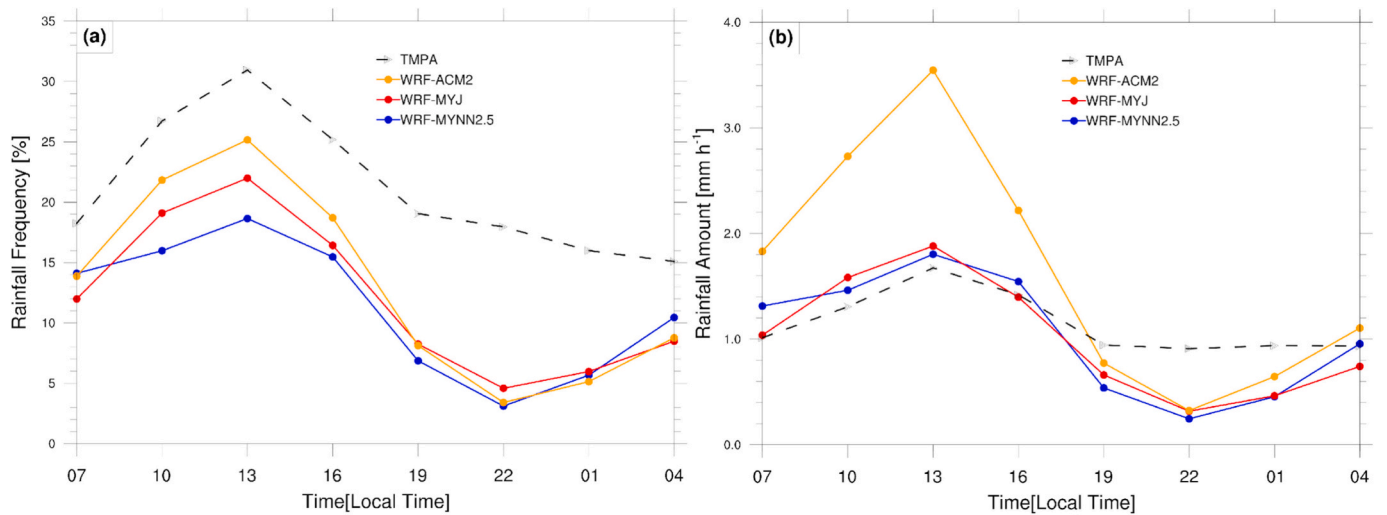 (a)
TMPA
WRF-ACM2
WRF-MYJ
WRF-MYNN2.5
Rainfall Frequency [%]
35
30
25
20
15
10
5
0
07 10 13 16 19 22 01 04
Time[Local Time]
(b)
TMPA
WRF-ACM2
WRF-MYJ
WRF-MYNN2.5
Rainfall Amount [mm h⁻¹]
4.0
3.0
2.0
1.0
0.0
07 10 13 16 19 22 01 04
Time[Local Time]